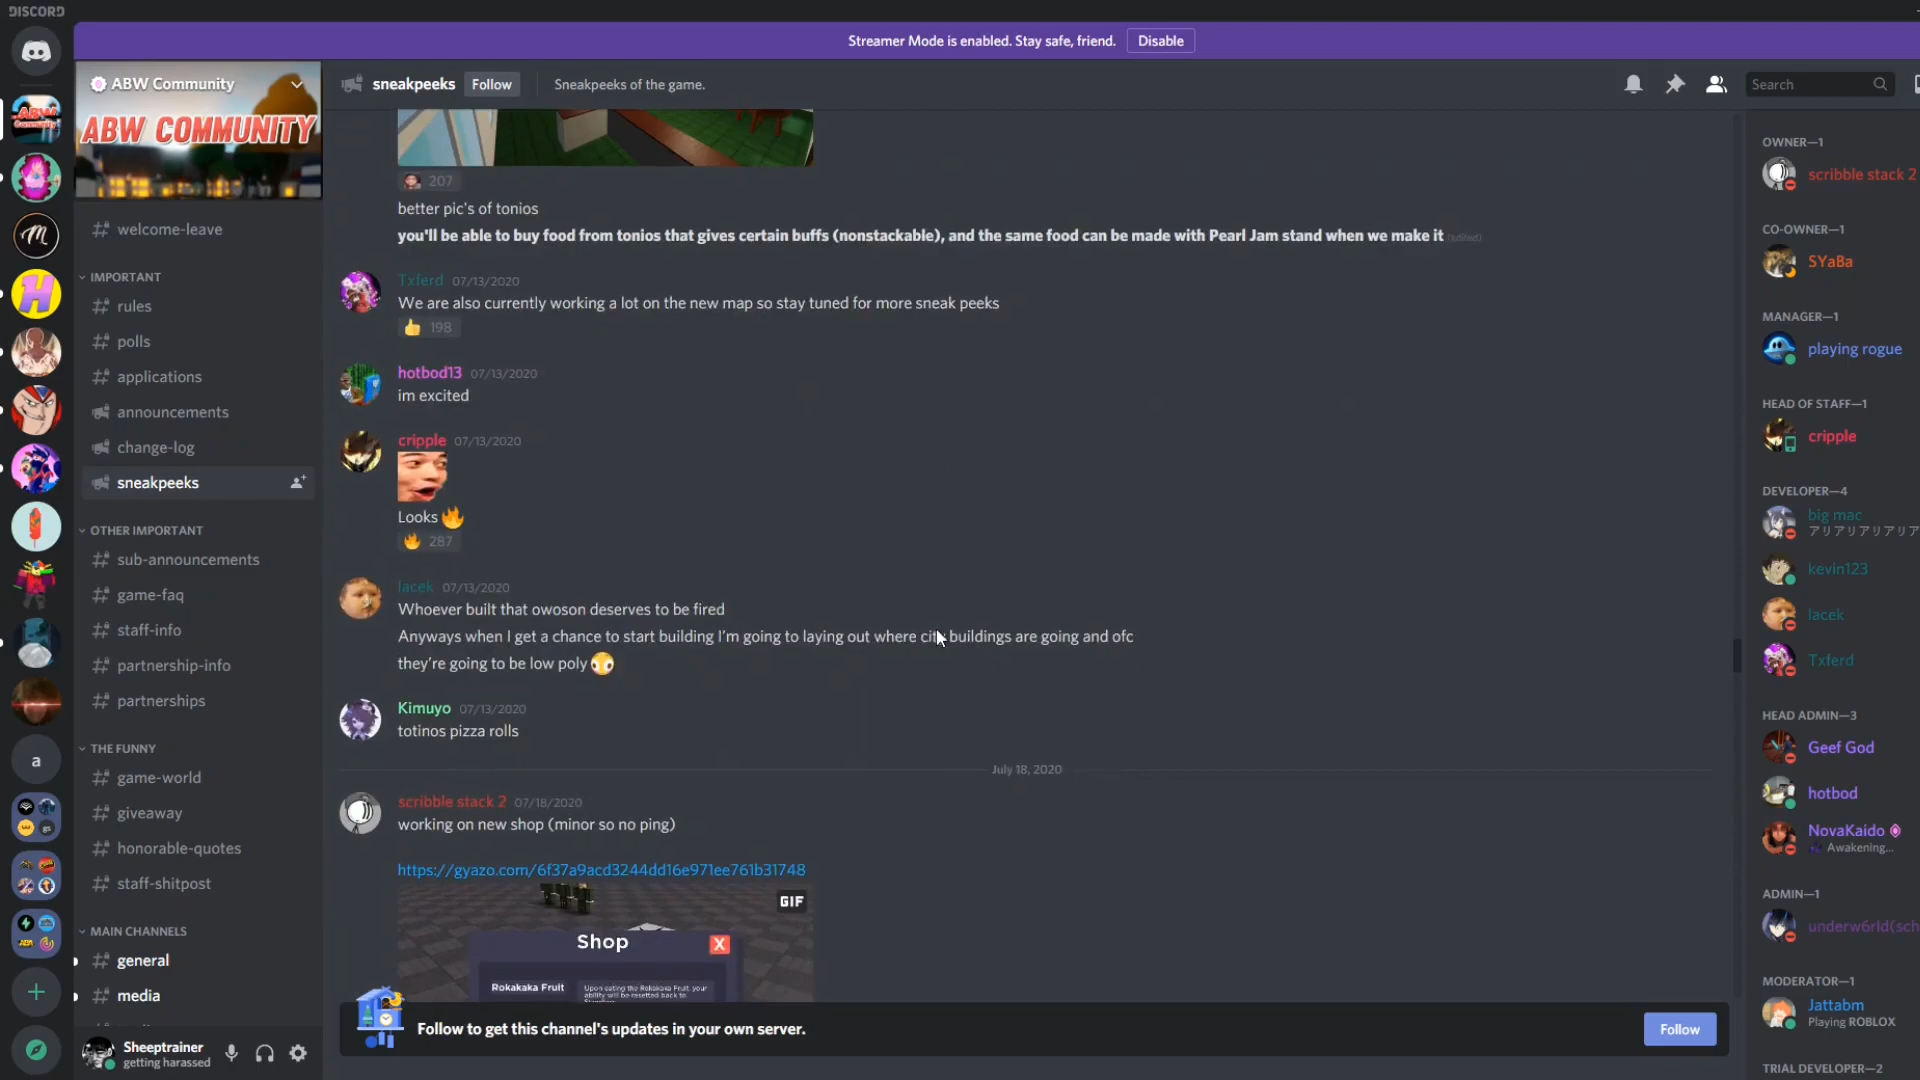 DISCORD
Streamer Mode is enabled. Stay safe, friend.
Disable
ABW Community
ABW COMMUNITY
welcome-leave
IMPORTANT
rules
polls
applications
announcements
change-log
sneakpeeks
OTHER IMPORTANT
sub-announcements
game-faq
staff-info
partnership-info
partnerships
THE FUNNY
game-world
giveaway
honorable-quotes
staff-shitpost
MAIN CHANNELS
general
media
a
Sheeptrainer
getting harassed
sneakpeeks
Follow
Sneakpeeks of the game.
Search
207
better pic's of tonios
you'll be able to buy food from tonios that gives certain buffs (nonstackable), and the same food can be made with Pearl Jam stand when we make it (edited)
Txferd 07/13/2020
We are also currently working a lot on the new map so stay tuned for more sneak peeks
198
hotbod13 07/13/2020
im excited
cripple 07/13/2020
Looks
287
lacek 07/13/2020
Whoever built that owoson deserves to be fired
Anyways when I get a chance to start building I'm going to laying out where city buildings are going and ofc
they're going to be low poly
Kimuyo 07/13/2020
totinos pizza rolls
July 18, 2020
scribble stack 2 07/18/2020
working on new shop (minor so no ping)
https://gyazo.com/6f37a9acd3244dd16e971ee761b31748
GIF
Shop
X
Rokakaka Fruit
Upon eating the Rokakaka Fruit, your
ability will be resetted back to
Follow to get this channel's updates in your own server.
Follow
OWNER—1
scribble stack 2
CO-OWNER—1
SYaBa
MANAGER—1
playing rogue
HEAD OF STAFF—1
cripple
DEVELOPER—4
big mac
アリアリアリアリア
kevin123
lacek
Txferd
HEAD ADMIN—3
Geef God
hotbod
NovaKaido
Awakening...
ADMIN—1
underw6rld(sch
MODERATOR—1
Jattabm
Playing ROBLOX
TRIAL DEVELOPER—2